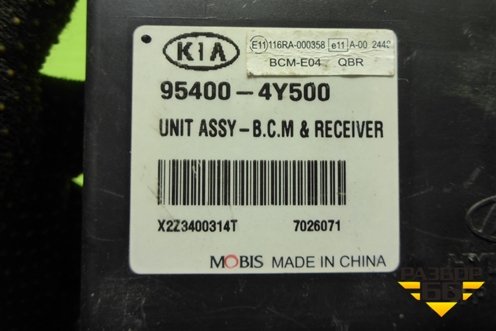 KIA
E11 116RA-000358 e11 A-00 2442
BCM-E04 QBR
95400-4Y500
UNIT ASSY-B.C.M & RECEIVER
X2Z3400314T 7026071
MOBIS MADE IN CHINA
РАЗБОР